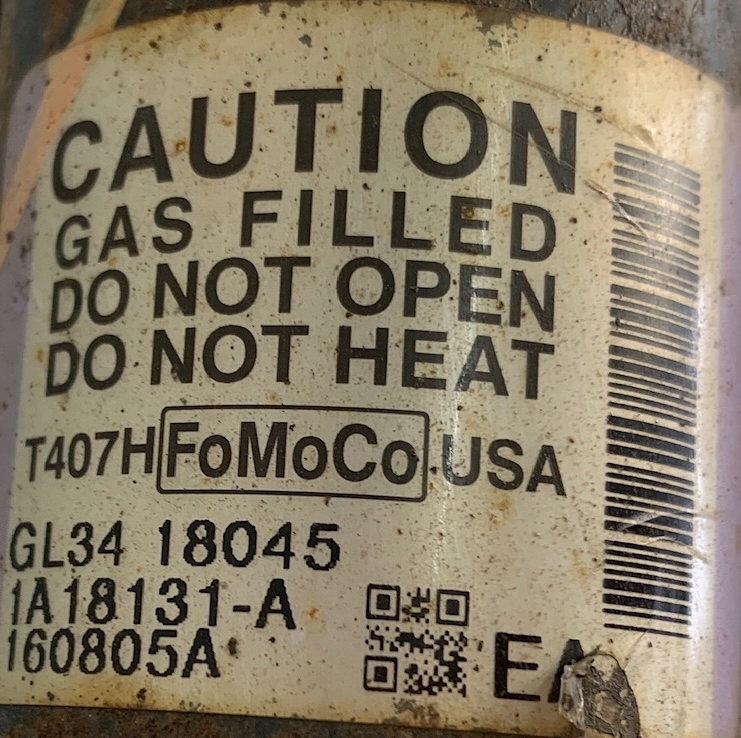 CAUTION
GAS FILLED
DO NOT OPEN
DO NOT HEAT
T407H FoMoCo USA
GL34 18045
1A18131-A
160805A